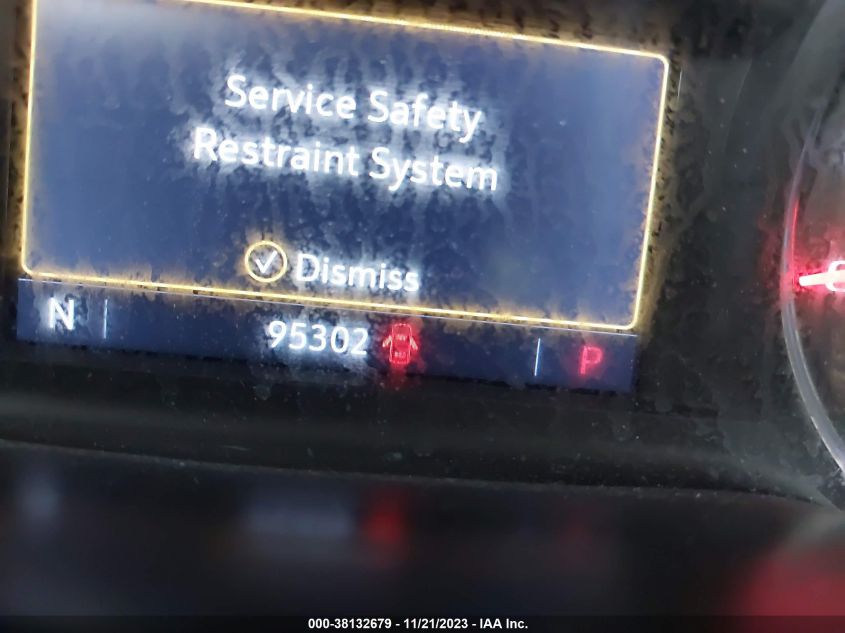 Service Safety
Restraint System
Dismiss
N 95302 P
000-38132679 - 11/21/2023 - IAA Inc.